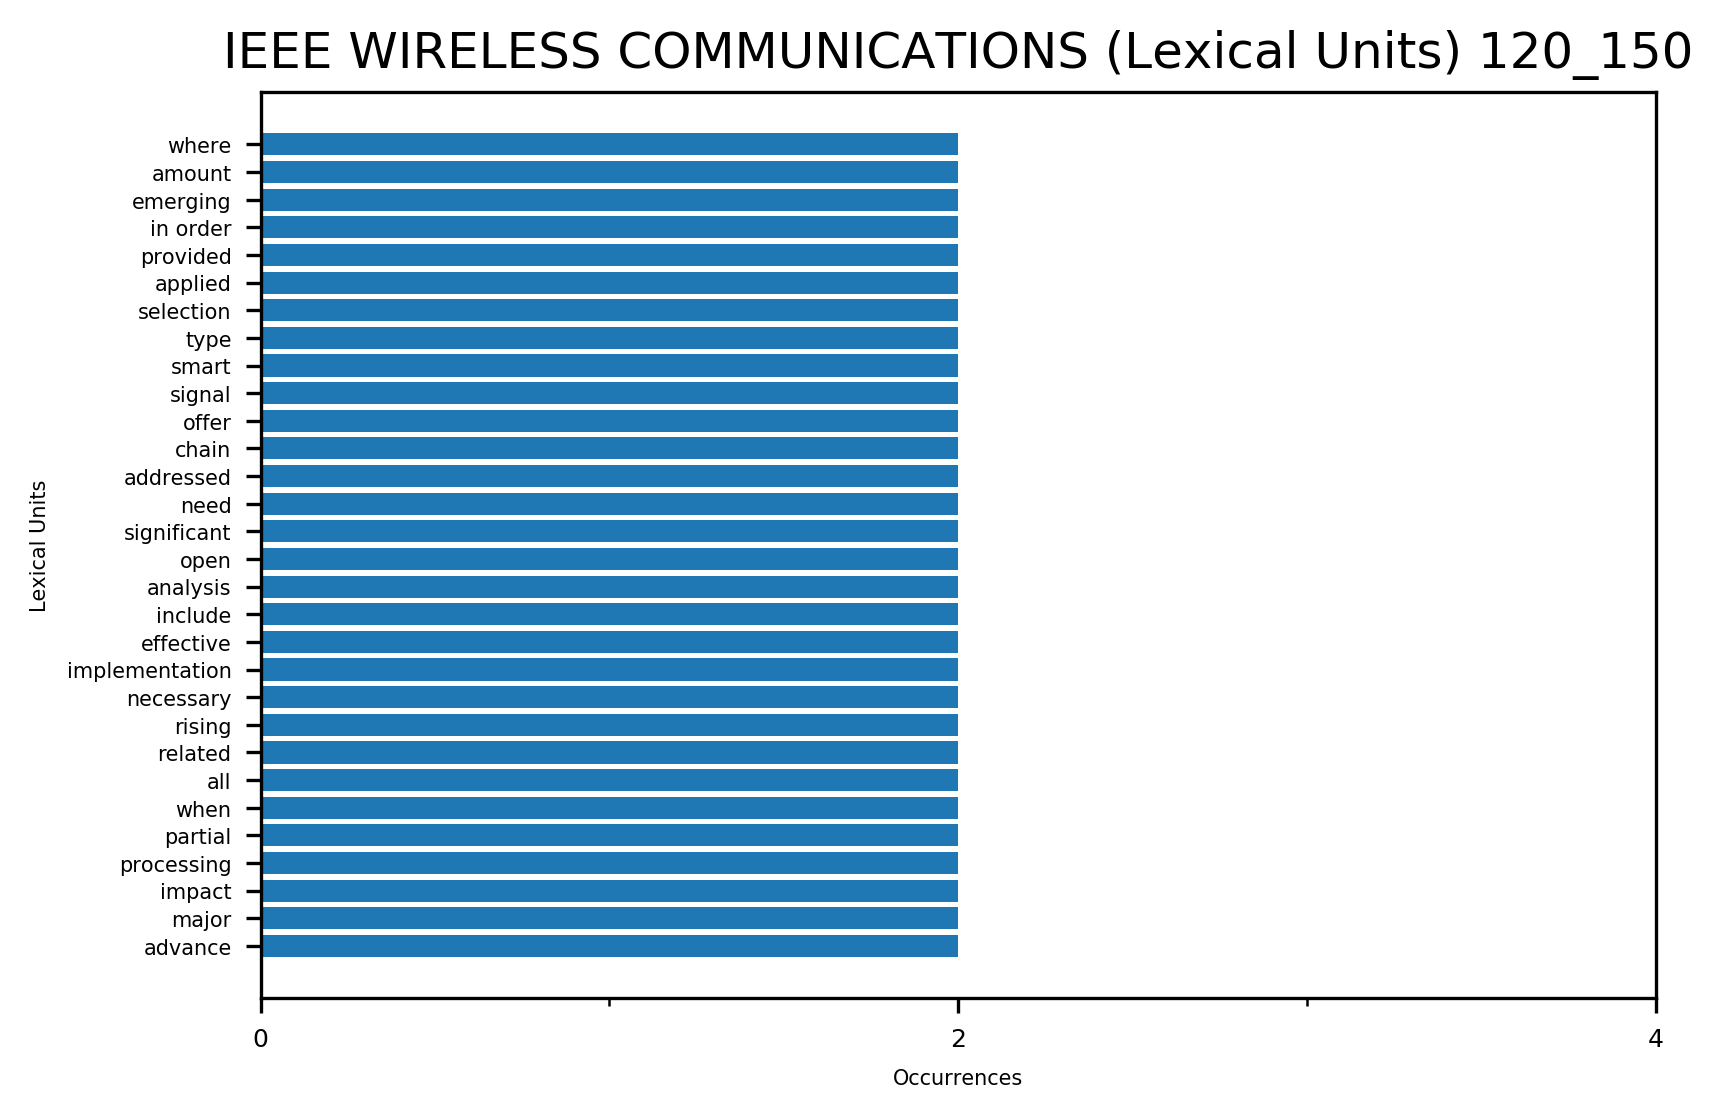 IEEE WIRELESS COMMUNICATIONS (Lexical Units) 120_150
where
amount
emerging
in order
provided
applied
selection
type
smart
signal
offer
chain
addressed
need
significant
open
analysis
include
effective
implementation
necessary
rising
related
all
when
partial
processing
impact
major
advance
Lexical Units
0 2 4
Occurrences